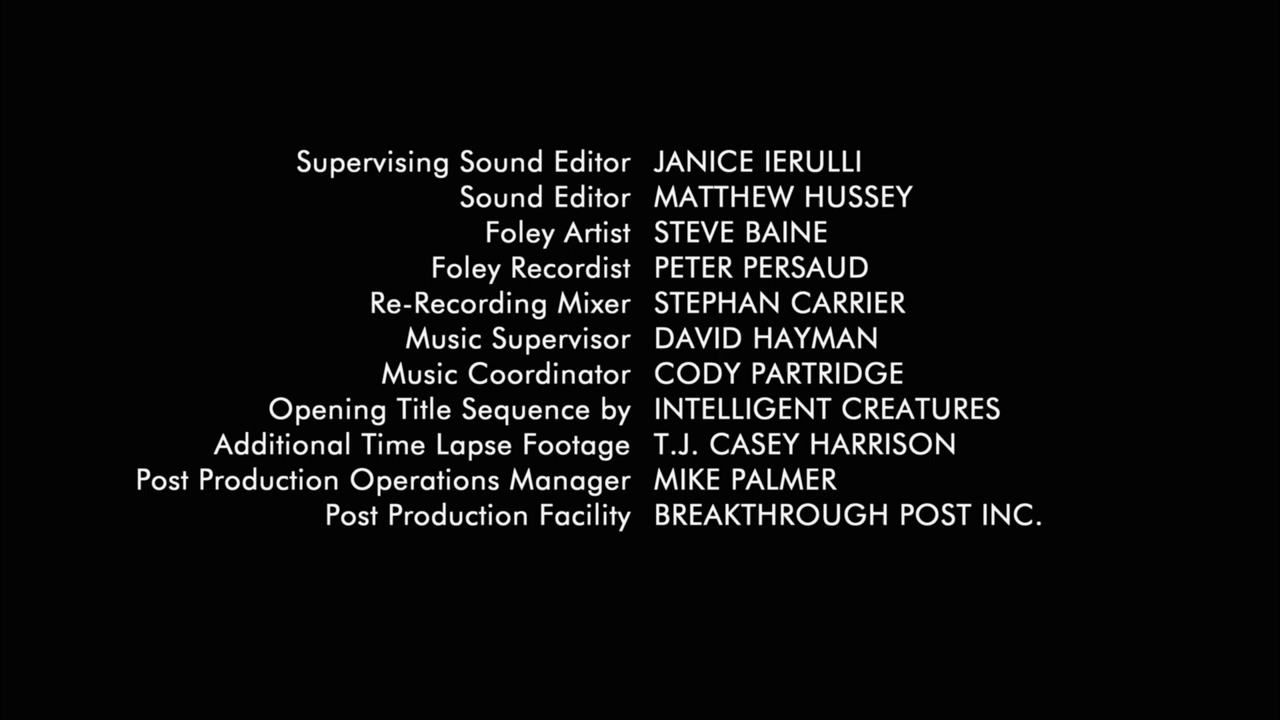 Supervising Sound Editor JANICE IERULLI
Sound Editor MATTHEW HUSSEY
Foley Artist STEVE BAINE
Foley Recordist PETER PERSAUD
Re-Recording Mixer STEPHAN CARRIER
Music Supervisor DAVID HAYMAN
Music Coordinator CODY PARTRIDGE
Opening Title Sequence by INTELLIGENT CREATURES
Additional Time Lapse Footage T.J. CASEY HARRISON
Post Production Operations Manager MIKE PALMER
Post Production Facility BREAKTHROUGH POST INC.